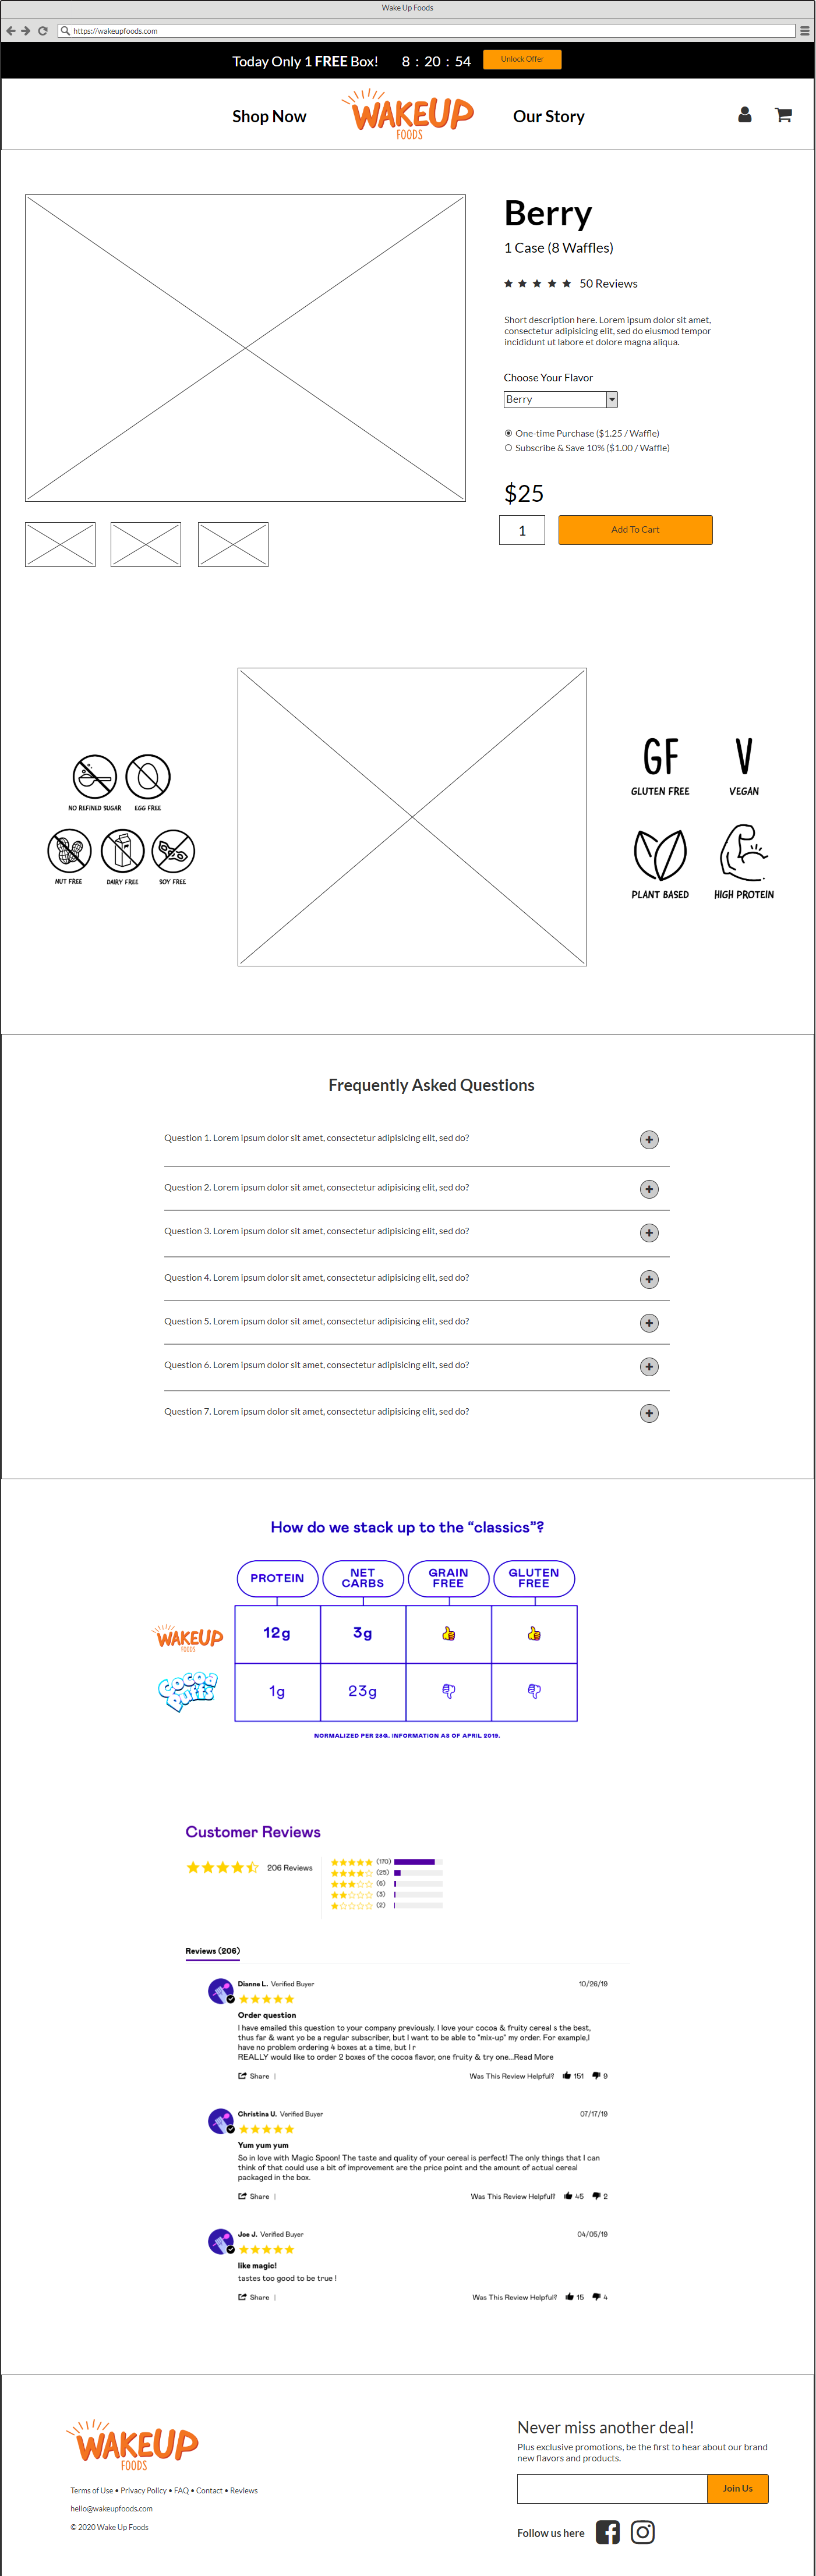 Wake Up Foods
https://wakeupfoods.com
Today Only 1 FREE Box! 8 : 20 : 54 Unlock Offer
Shop Now
WAKEUP
FOODS
Our Story
Berry
1 Case (8 Waffles)
50 Reviews
Short description here. Lorem ipsum dolor sit amet,
consectetur adipisicing elit, sed do eiusmod tempor
incididunt ut labore et dolore magna aliqua.
Choose Your Flavor
Berry
One-time Purchase ($1.25 / Waffle)
Subscribe & Save 10% ($1.00 / Waffle)
$25
1
Add To Cart
NO REFINED SUGAR
EGG FREE
NUT FREE
DAIRY FREE
SOY FREE
GF
GLUTEN FREE
V
VEGAN
PLANT BASED
HIGH PROTEIN
Frequently Asked Questions
Question 1. Lorem ipsum dolor sit amet, consectetur adipisicing elit, sed do?
Question 2. Lorem ipsum dolor sit amet, consectetur adipisicing elit, sed do?
Question 3. Lorem ipsum dolor sit amet, consectetur adipisicing elit, sed do?
Question 4. Lorem ipsum dolor sit amet, consectetur adipisicing elit, sed do?
Question 5. Lorem ipsum dolor sit amet, consectetur adipisicing elit, sed do?
Question 6. Lorem ipsum dolor sit amet, consectetur adipisicing elit, sed do?
Question 7. Lorem ipsum dolor sit amet, consectetur adipisicing elit, sed do?
How do we stack up to the “classics”?
PROTEIN
NET
CARBS
GRAIN
FREE
GLUTEN
FREE
WAKEUP
FOODS
12g
3g
Cocoa
Puffs
1g
23g
NORMALIZED PER 28G. INFORMATION AS OF APRIL 2019.
Customer Reviews
206 Reviews
(170)
(25)
(6)
(3)
(2)
Reviews (206)
Dianne L. Verified Buyer 10/26/19
Order question
I have emailed this question to your company previously. I love your cocoa & fruity cereal s the best,
thus far & want yo be a regular subscriber, but I want to be able to "mix-up" my order. For example,I
have no problem ordering 4 boxes at a time, but I r
REALLY would like to order 2 boxes of the cocoa flavor, one fruity & try one...Read More
Share | Was This Review Helpful? 151 9
Christina U. Verified Buyer 07/17/19
Yum yum yum
So in love with Magic Spoon! The taste and quality of your cereal is perfect! The only things that I can
think of that could use a bit of improvement are the price point and the amount of actual cereal
packaged in the box.
Share | Was This Review Helpful? 45 2
Joe J. Verified Buyer 04/05/19
like magic!
tastes too good to be true !
Share | Was This Review Helpful? 15 4
WAKEUP
FOODS
Terms of Use • Privacy Policy • FAQ • Contact • Reviews
hello@wakeupfoods.com
© 2020 Wake Up Foods
Never miss another deal!
Plus exclusive promotions, be the first to hear about our brand
new flavors and products.
Join Us
Follow us here